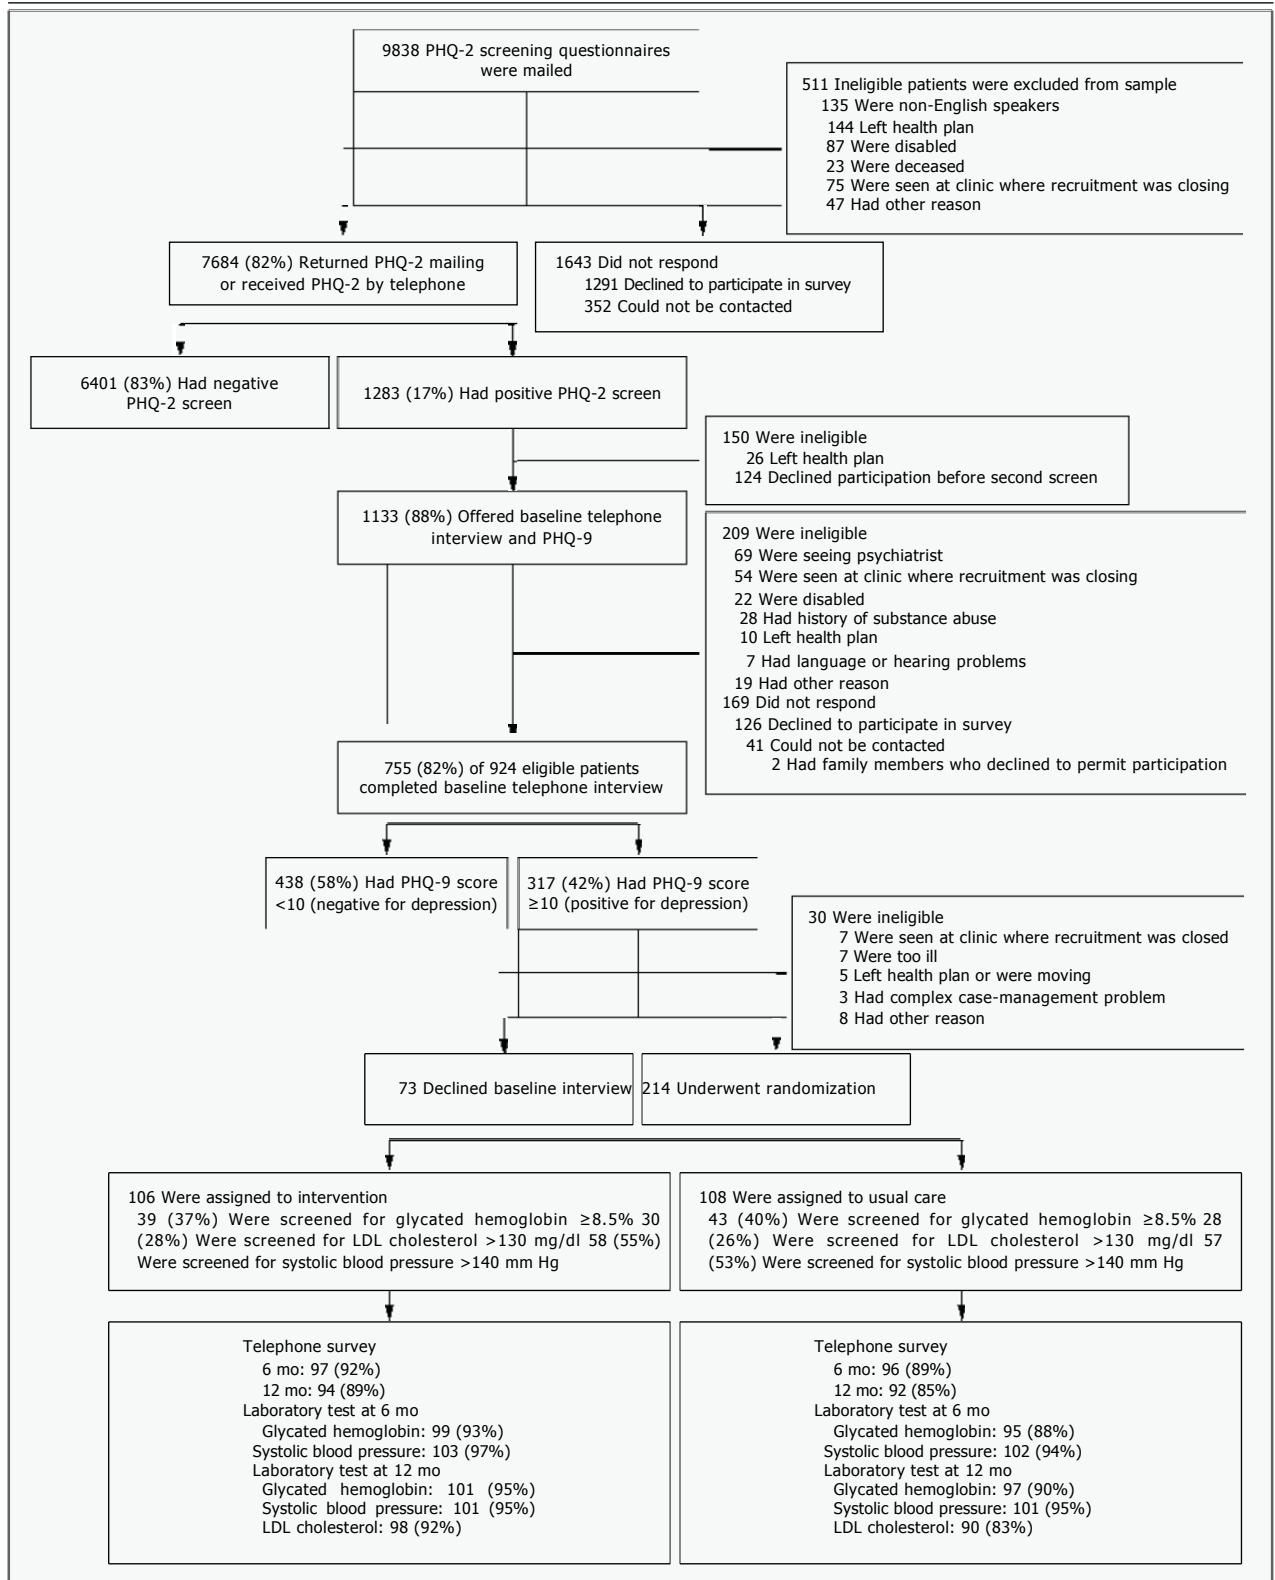 9838 PHQ-2 screening questionnaires
were mailed
511 Ineligible patients were excluded from sample
135 Were non-English speakers
144 Left health plan
87 Were disabled
23 Were deceased
75 Were seen at clinic where recruitment was closing
47 Had other reason
7684 (82%) Returned PHQ-2 mailing
or received PHQ-2 by telephone
1643 Did not respond
1291 Declined to participate in survey
352 Could not be contacted
6401 (83%) Had negative
PHQ-2 screen
1283 (17%) Had positive PHQ-2 screen
150 Were ineligible
26 Left health plan
124 Declined participation before second screen
1133 (88%) Offered baseline telephone
interview and PHQ-9
209 Were ineligible
69 Were seeing psychiatrist
54 Were seen at clinic where recruitment was closing
22 Were disabled
28 Had history of substance abuse
10 Left health plan
7 Had language or hearing problems
19 Had other reason
169 Did not respond
126 Declined to participate in survey
41 Could not be contacted
2 Had family members who declined to permit participation
755 (82%) of 924 eligible patients
completed baseline telephone interview
438 (58%) Had PHQ-9 score
<10 (negative for depression)
317 (42%) Had PHQ-9 score
≥10 (positive for depression)
30 Were ineligible
7 Were seen at clinic where recruitment was closed
7 Were too ill
5 Left health plan or were moving
3 Had complex case-management problem
8 Had other reason
73 Declined baseline interview
214 Underwent randomization
106 Were assigned to intervention
39 (37%) Were screened for glycated hemoglobin ≥8.5% 30
(28%) Were screened for LDL cholesterol >130 mg/dl 58 (55%)
Were screened for systolic blood pressure >140 mm Hg
108 Were assigned to usual care
43 (40%) Were screened for glycated hemoglobin ≥8.5% 28
(26%) Were screened for LDL cholesterol >130 mg/dl 57
(53%) Were screened for systolic blood pressure >140 mm Hg
Telephone survey
6 mo: 97 (92%)
12 mo: 94 (89%)
Laboratory test at 6 mo
Glycated hemoglobin: 99 (93%)
Systolic blood pressure: 103 (97%)
Laboratory test at 12 mo
Glycated hemoglobin: 101 (95%)
Systolic blood pressure: 101 (95%)
LDL cholesterol: 98 (92%)
Telephone survey
6 mo: 96 (89%)
12 mo: 92 (85%)
Laboratory test at 6 mo
Glycated hemoglobin: 95 (88%)
Systolic blood pressure: 102 (94%)
Laboratory test at 12 mo
Glycated hemoglobin: 97 (90%)
Systolic blood pressure: 101 (95%)
LDL cholesterol: 90 (83%)